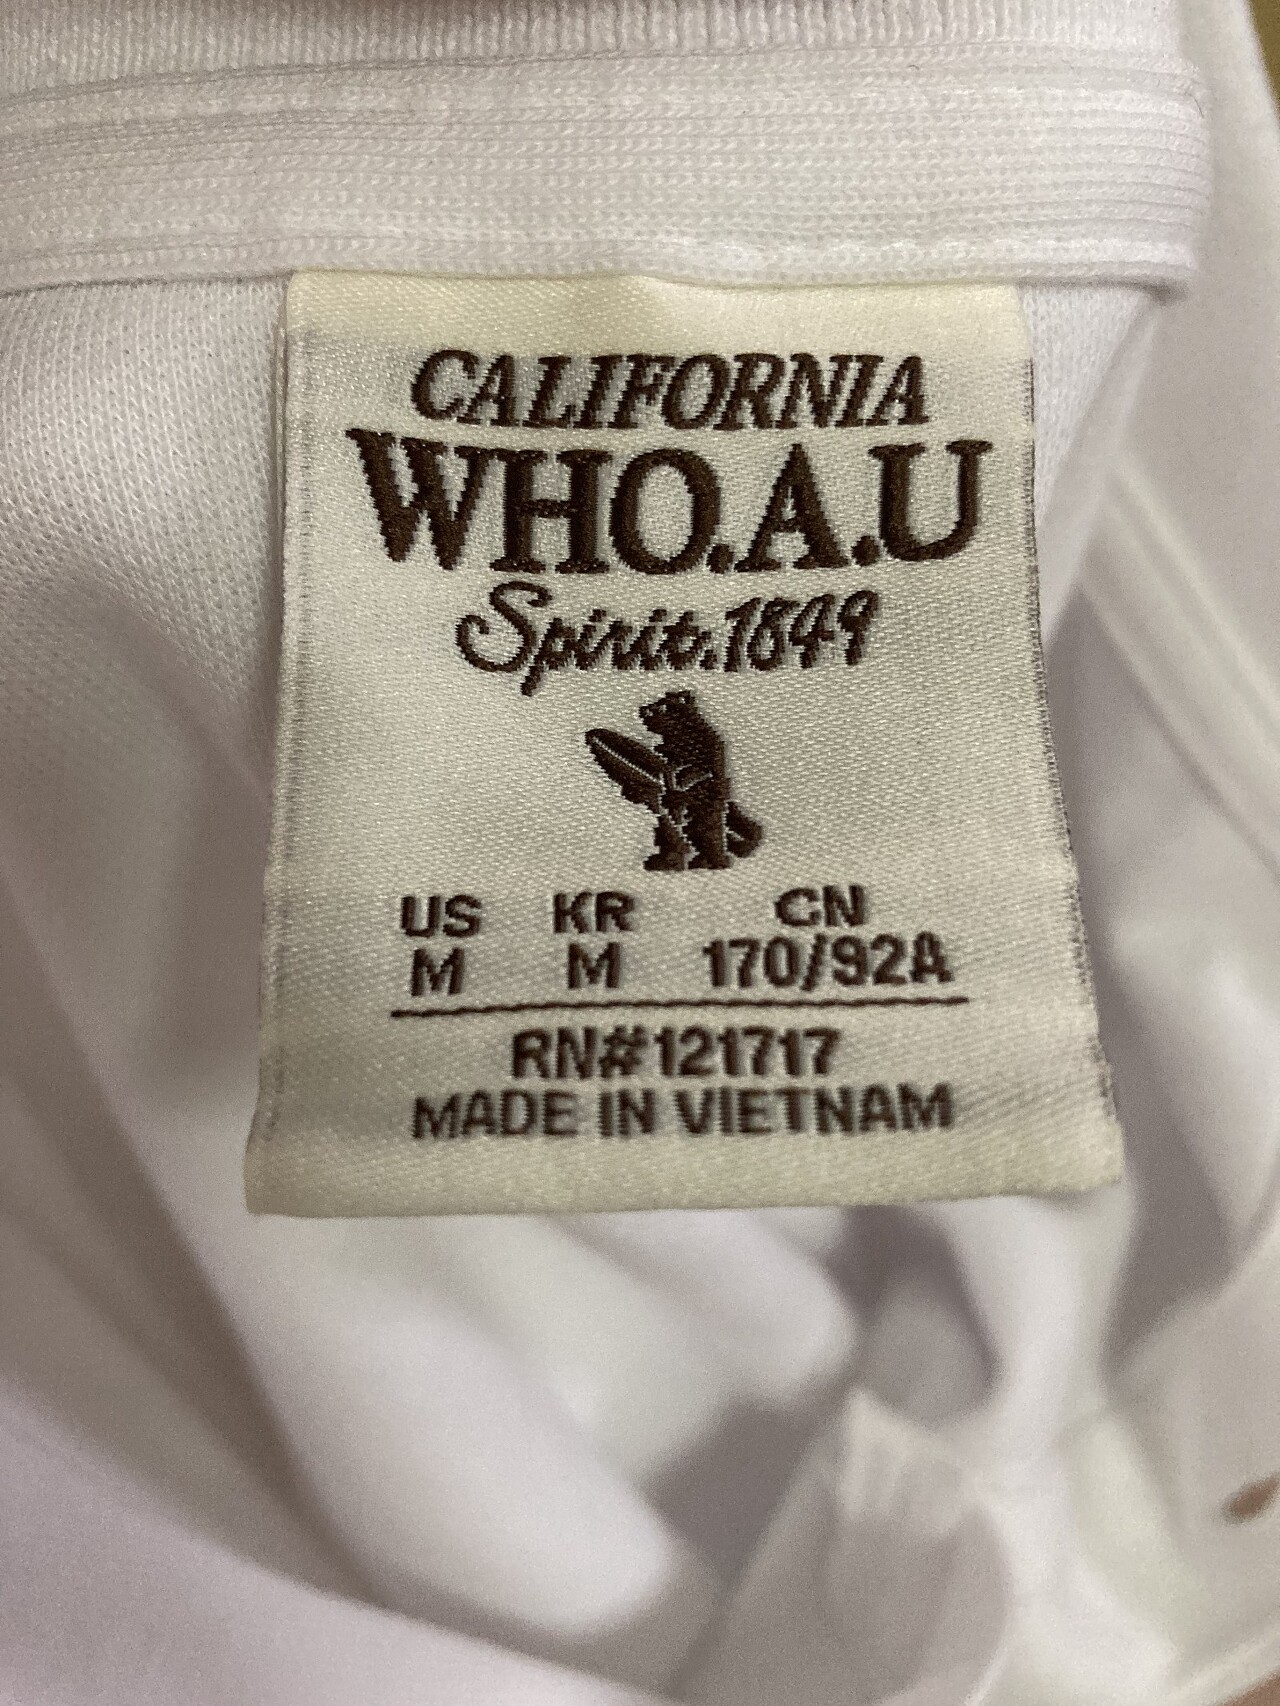 CALIFORNIA
WHO.A.U
Spirit.1849
US KR CN
M M 170/92A
RN#121717
MADE IN VIETNAM